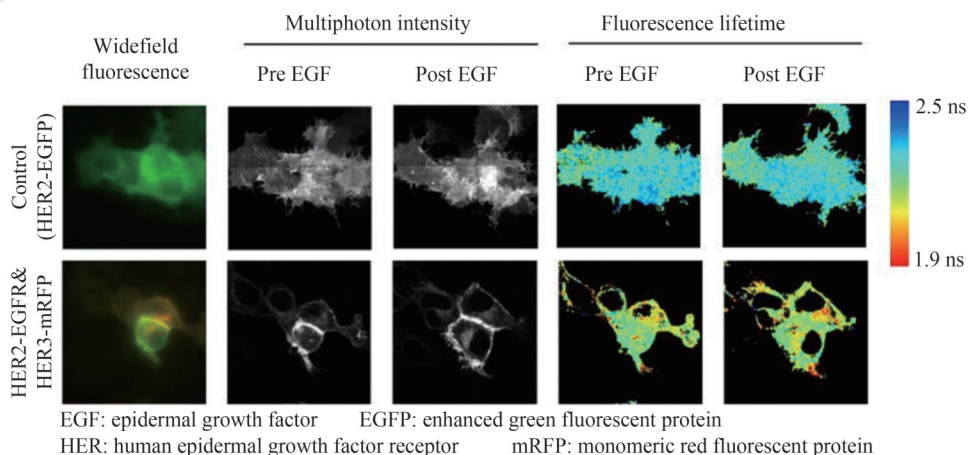 Widefield
fluorescence
Multiphoton intensity
Fluorescence lifetime
Pre EGF
Post EGF
Pre EGF
Post EGF
Control
(HER2-EGFP)
2.5 ns
1.9 ns
HER2-EGFR&
HER3-mRFP
EGF: epidermal growth factor
EGFP: enhanced green fluorescent protein
HER: human epidermal growth factor receptor
mRFP: monomeric red fluorescent protein